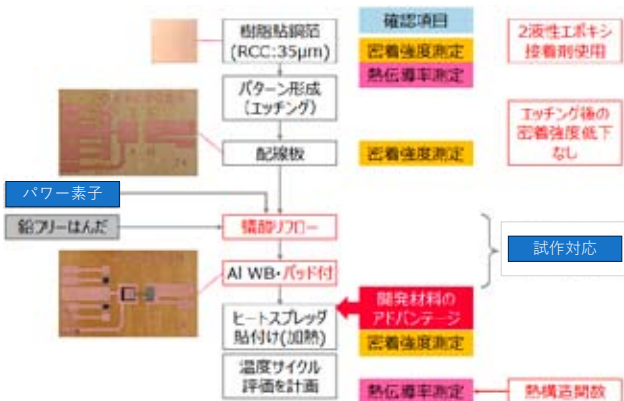 樹脂貼銅箔
(RCC:35μm)
確認項目
密着強度測定
熱伝導率測定
2液性エポキシ
接着剤使用
パターン形成
(エッチング)
エッチング後の
密着強度低下
なし
配線板
密着強度測定
パワー素子
鉛フリーはんだ
蟻酸リフロー
試作対応
Al WB・パッド付
開発材料の
アドバンテージ
ヒートスプレッダ
貼付け(加熱)
密着強度測定
温度サイクル
評価を計画
熱伝導率測定
熱構造関数